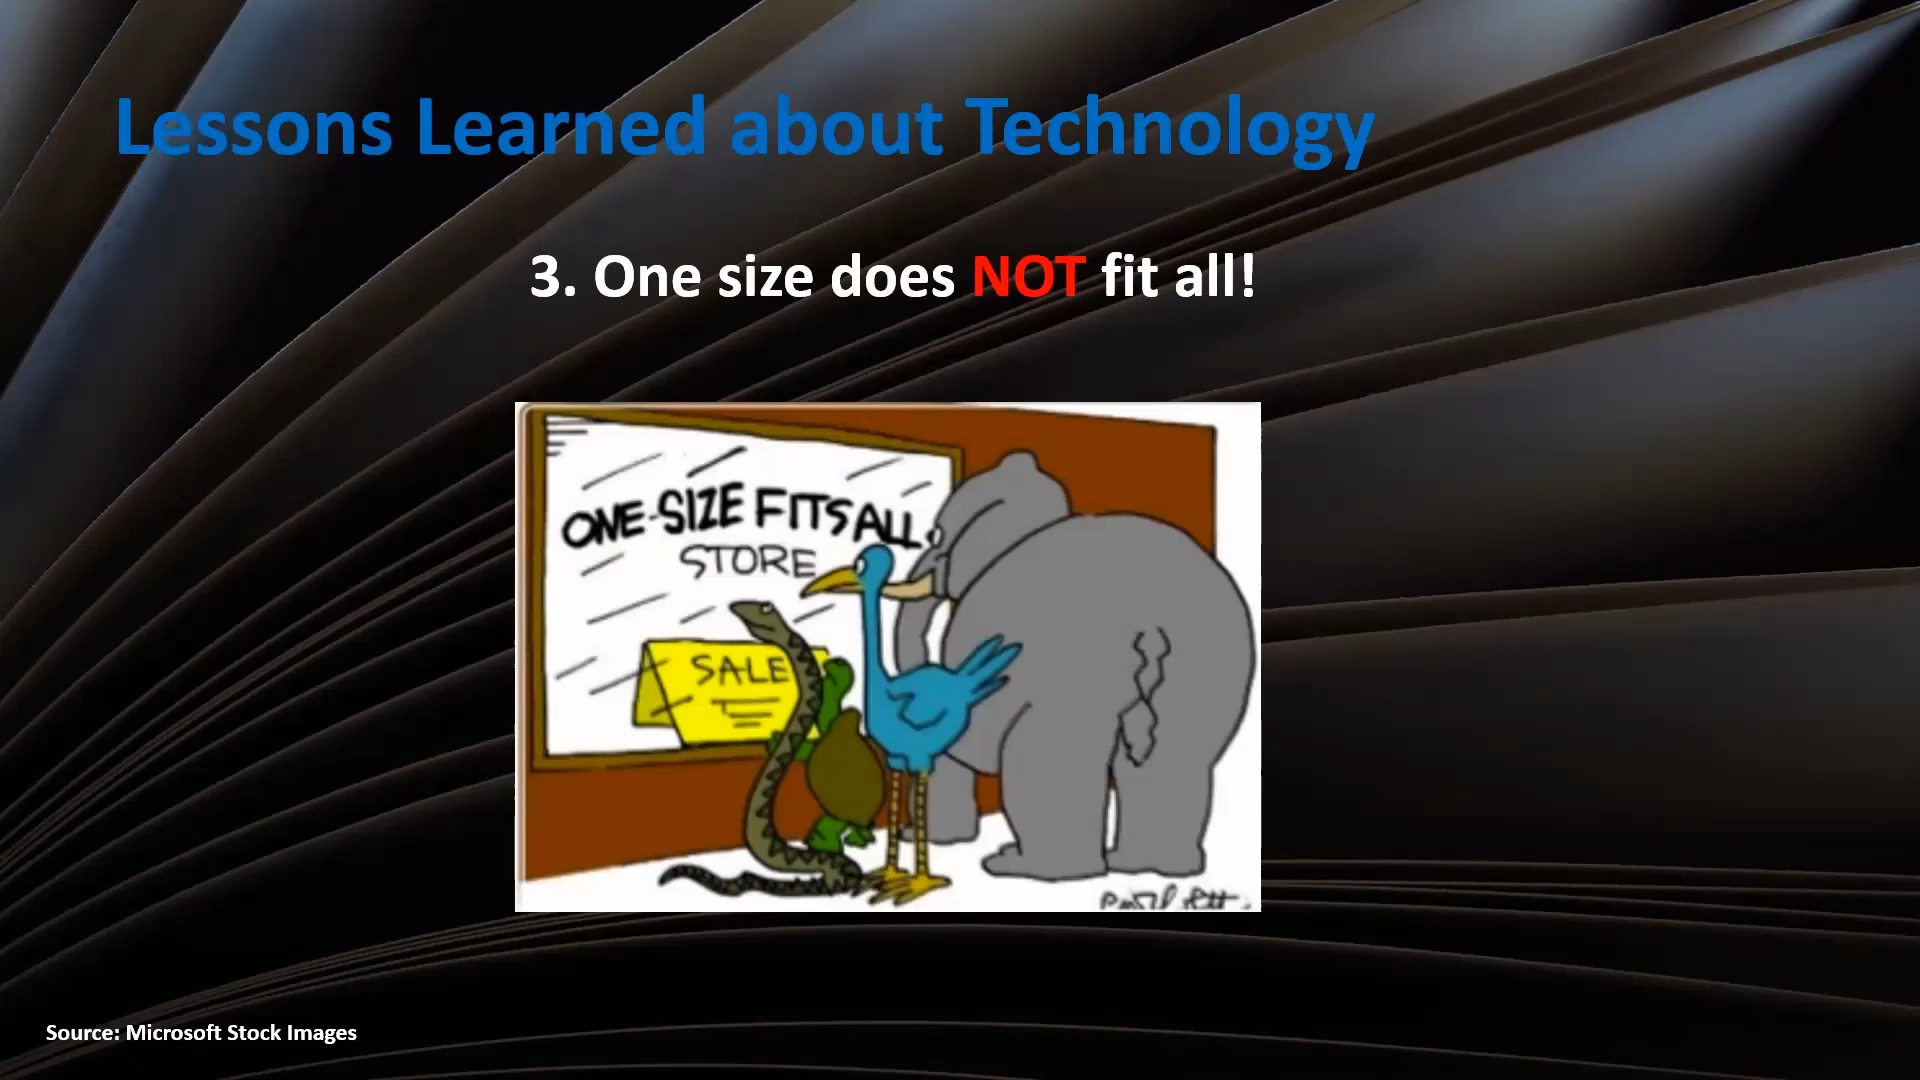 Lessons Learned about Technology
3. One size does NOT fit all!
ONE-SIZE FITS ALL
STORE
SALE
Source: Microsoft Stock Images